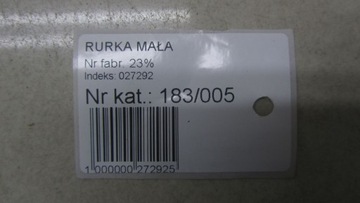 RURKA MAŁA
Nr fabr. 23%
Indeks: 027292
Nr kat.: 183/005
1 000000 272925